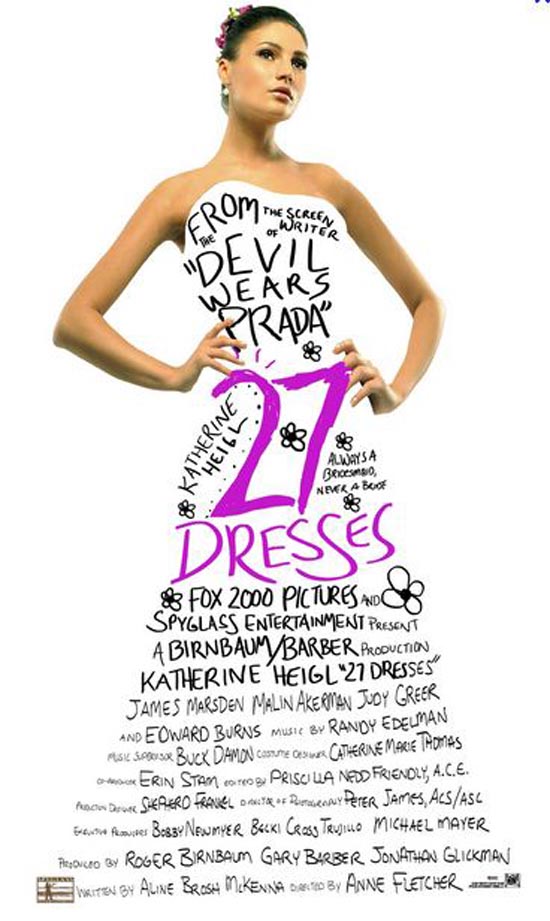 FROM THE SCREEN
THE WRITER OF
"DEVIL
WEARS
PRADA"
KATHERINE
HEIGL
27
ALWAYS A
BRIDESMAID,
NEVER A BRIDE
DRESSES
FOX 2000 PICTURES AND
SPYGLASS ENTERTAINMENT PRESENT
A BIRNBAUM/BARBER PRODUCTION
KATHERINE HEIGL "27 DRESSES"
JAMES MARSDEN MALIN AKERMAN JUDY GREER
AND EDWARD BURNS MUSIC BY RANDY EDELMAN
MUSIC SUPERVISOR BUCK DAMON COSTUME DESIGNER CATHERINE MARIE THOMAS
CO-PRODUCER ERIN STAM EDITED BY PRISCILLA NEDD FRIENDLY, A.C.E.
PRODUCTION DESIGNER SHEPHERD FRANKEL DIRECTOR OF PHOTOGRAPHY PETER JAMES, ACS/ASC
EXECUTIVE PRODUCERS BOBBY NEWMYER BECKI CROSS TRUJILLO MICHAEL MAYER
PRODUCED BY ROGER BIRNBAUM GARY BARBER JONATHAN GLICKMAN
WRITTEN BY ALINE BROSH MCKENNA DIRECTED BY ANNE FLETCHER